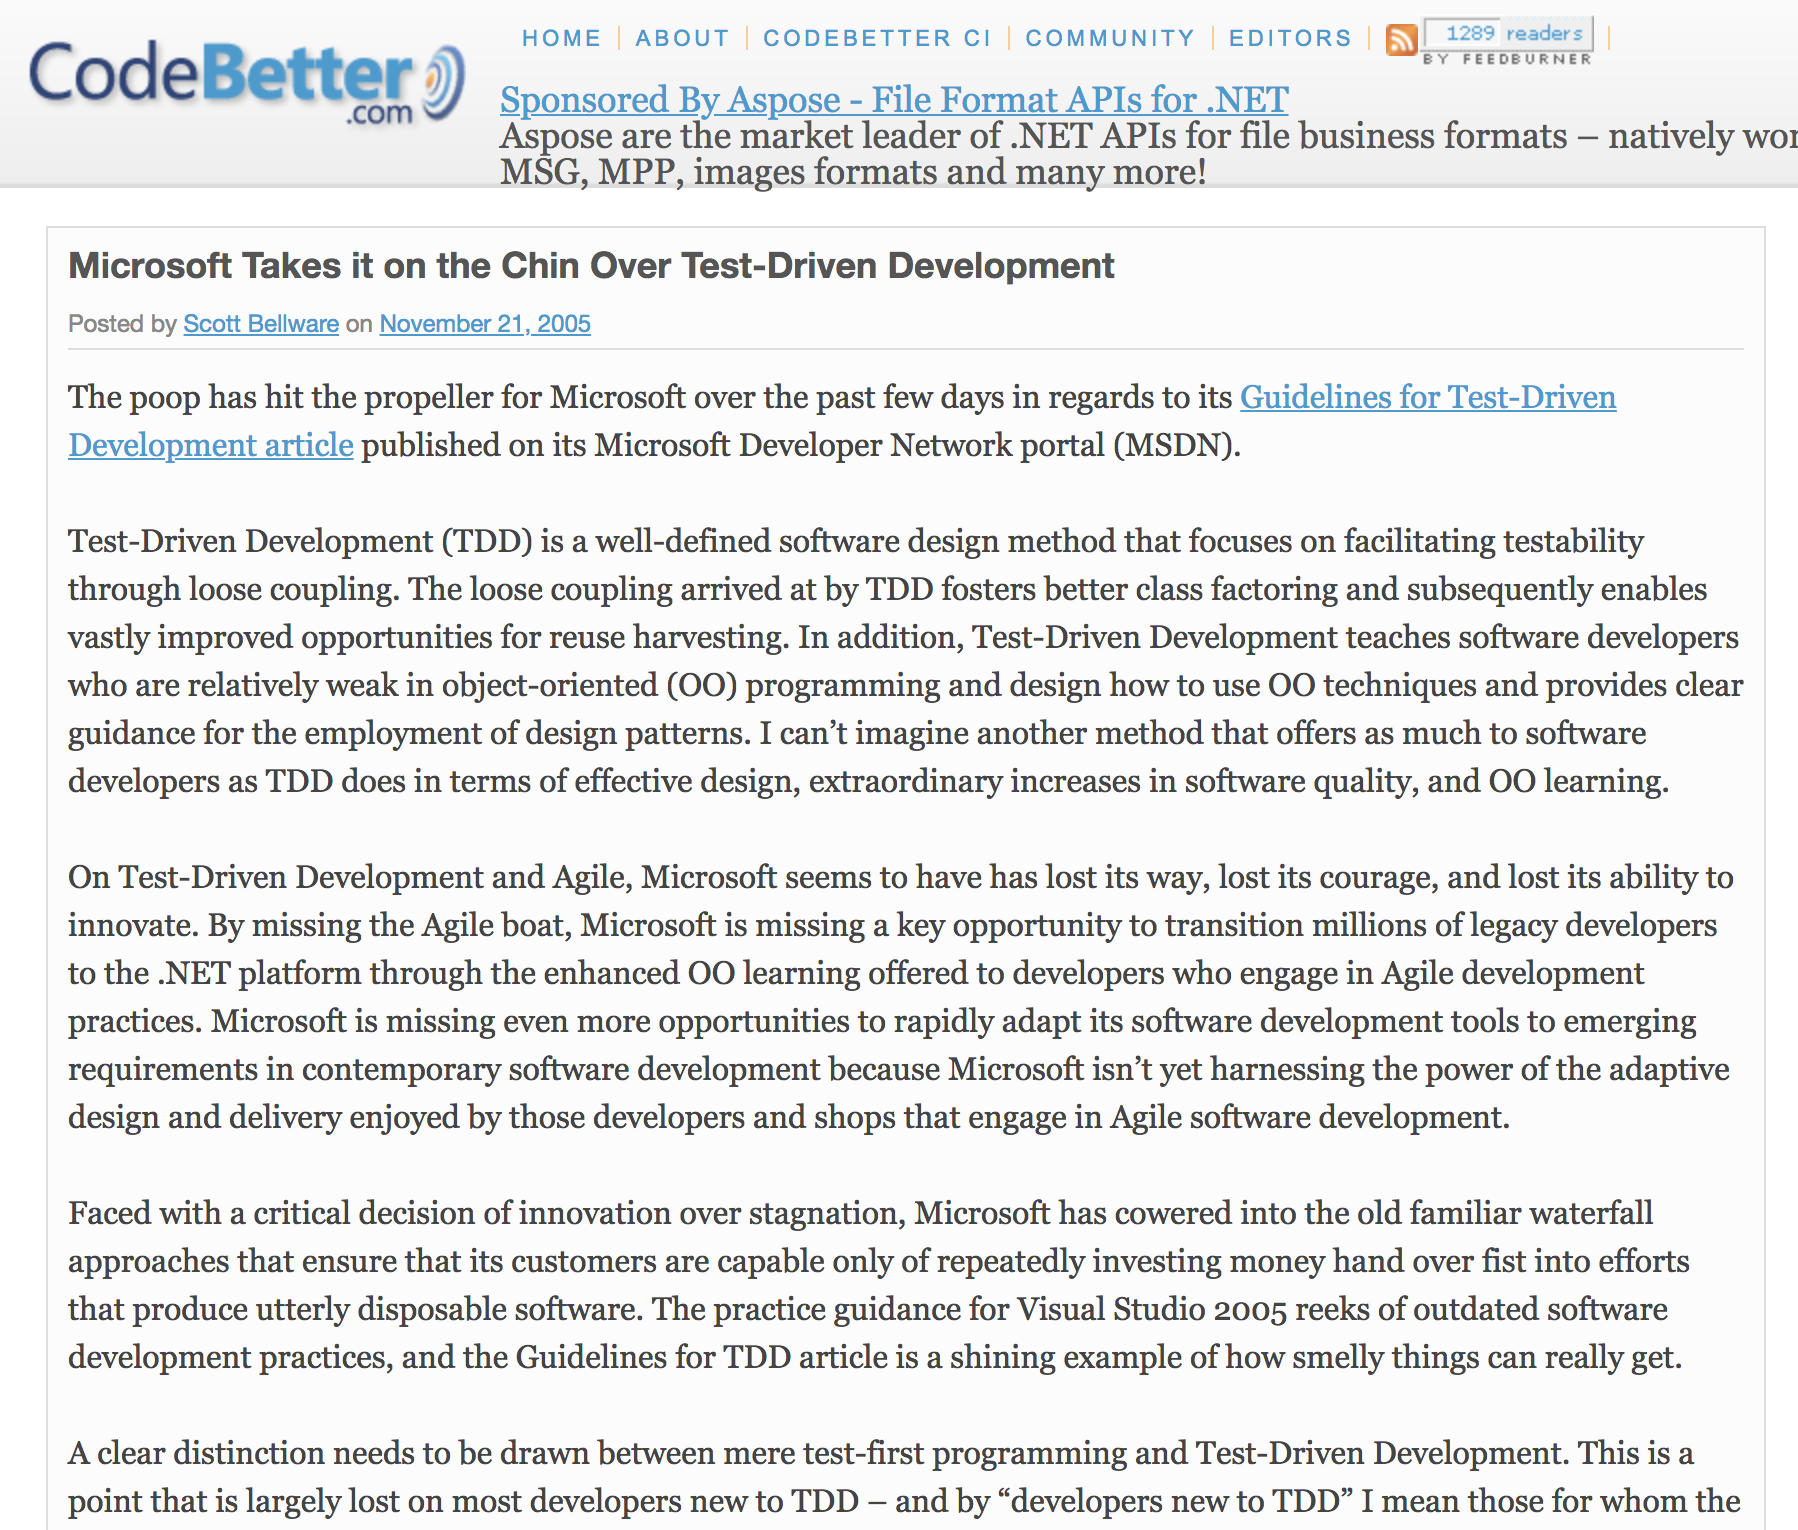 CodeBetter.com
HOME | ABOUT | CODEBETTER CI | COMMUNITY | EDITORS | 1289 readers |
BY FEEDBURNER
Sponsored By Aspose - File Format APIs for .NET
Aspose are the market leader of .NET APIs for file business formats – natively wor
MSG, MPP, images formats and many more!
Microsoft Takes it on the Chin Over Test-Driven Development
Posted by Scott Bellware on November 21, 2005
The poop has hit the propeller for Microsoft over the past few days in regards to its Guidelines for Test-Driven
Development article published on its Microsoft Developer Network portal (MSDN).
Test-Driven Development (TDD) is a well-defined software design method that focuses on facilitating testability
through loose coupling. The loose coupling arrived at by TDD fosters better class factoring and subsequently enables
vastly improved opportunities for reuse harvesting. In addition, Test-Driven Development teaches software developers
who are relatively weak in object-oriented (OO) programming and design how to use OO techniques and provides clear
guidance for the employment of design patterns. I can’t imagine another method that offers as much to software
developers as TDD does in terms of effective design, extraordinary increases in software quality, and OO learning.
On Test-Driven Development and Agile, Microsoft seems to have has lost its way, lost its courage, and lost its ability to
innovate. By missing the Agile boat, Microsoft is missing a key opportunity to transition millions of legacy developers
to the .NET platform through the enhanced OO learning offered to developers who engage in Agile development
practices. Microsoft is missing even more opportunities to rapidly adapt its software development tools to emerging
requirements in contemporary software development because Microsoft isn’t yet harnessing the power of the adaptive
design and delivery enjoyed by those developers and shops that engage in Agile software development.
Faced with a critical decision of innovation over stagnation, Microsoft has cowered into the old familiar waterfall
approaches that ensure that its customers are capable only of repeatedly investing money hand over fist into efforts
that produce utterly disposable software. The practice guidance for Visual Studio 2005 reeks of outdated software
development practices, and the Guidelines for TDD article is a shining example of how smelly things can really get.
A clear distinction needs to be drawn between mere test-first programming and Test-Driven Development. This is a
point that is largely lost on most developers new to TDD – and by “developers new to TDD” I mean those for whom the